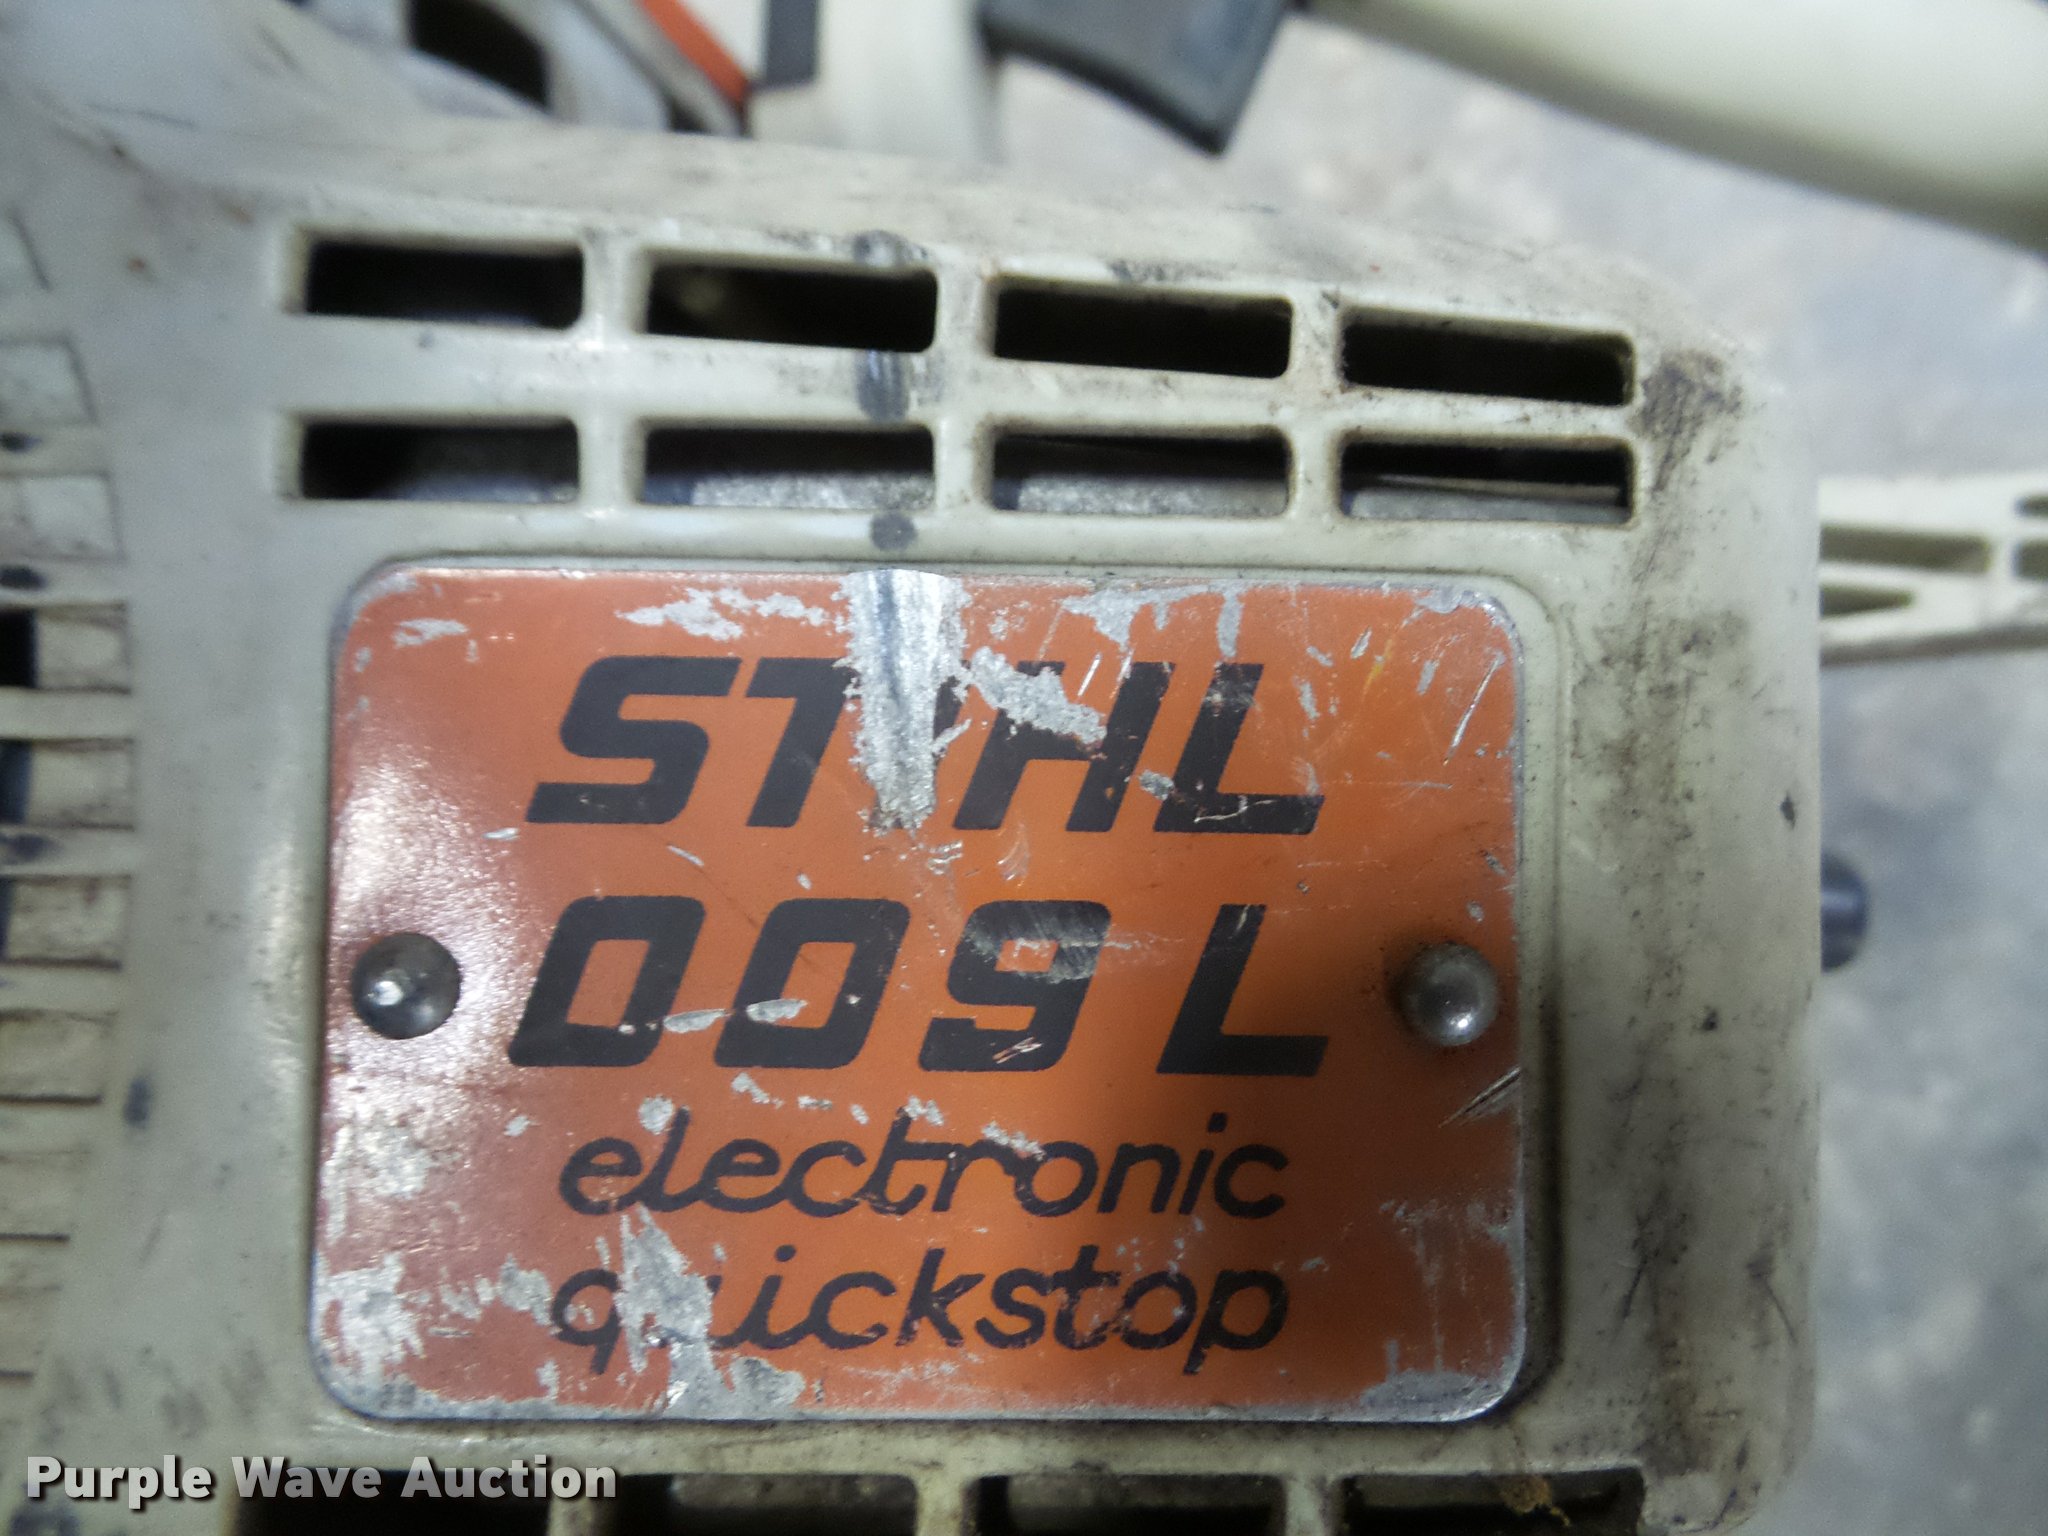 STIHL
009 L
electronic
quickstop
Purple Wave Auction